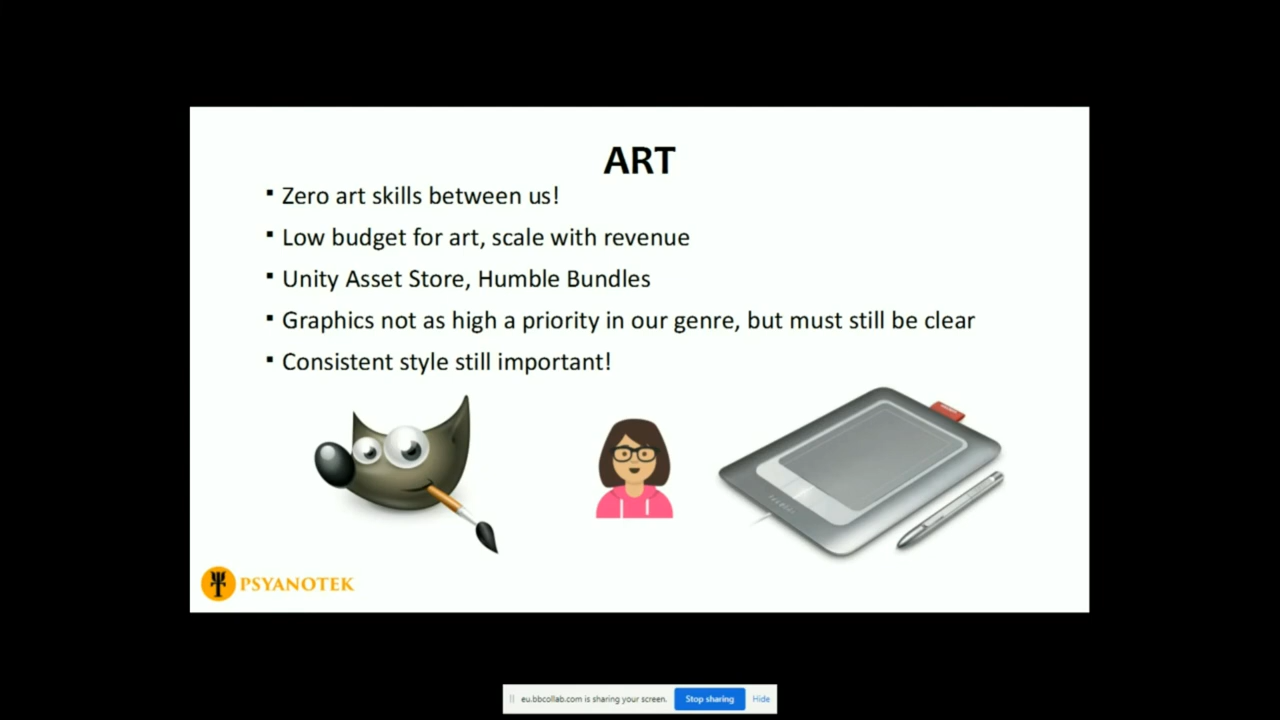 ART
Zero art skills between us!
Low budget for art, scale with revenue
Unity Asset Store, Humble Bundles
Graphics not as high a priority in our genre, but must still be clear
Consistent style still important!
PSYANOTEK
eu.bbcollab.com is sharing your screen. Stop sharing Hide